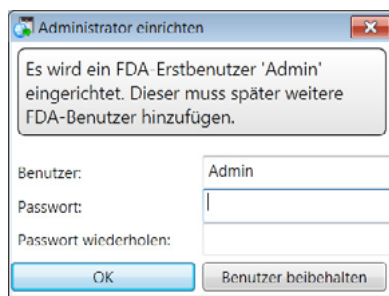 Administrator einrichten
Es wird ein FDA-Erstbenutzer 'Admin'
eingerichtet. Dieser muss später weitere
FDA-Benutzer hinzufügen.
Benutzer: Admin
Passwort:
Passwort wiederholen:
OK Benutzer beibehalten